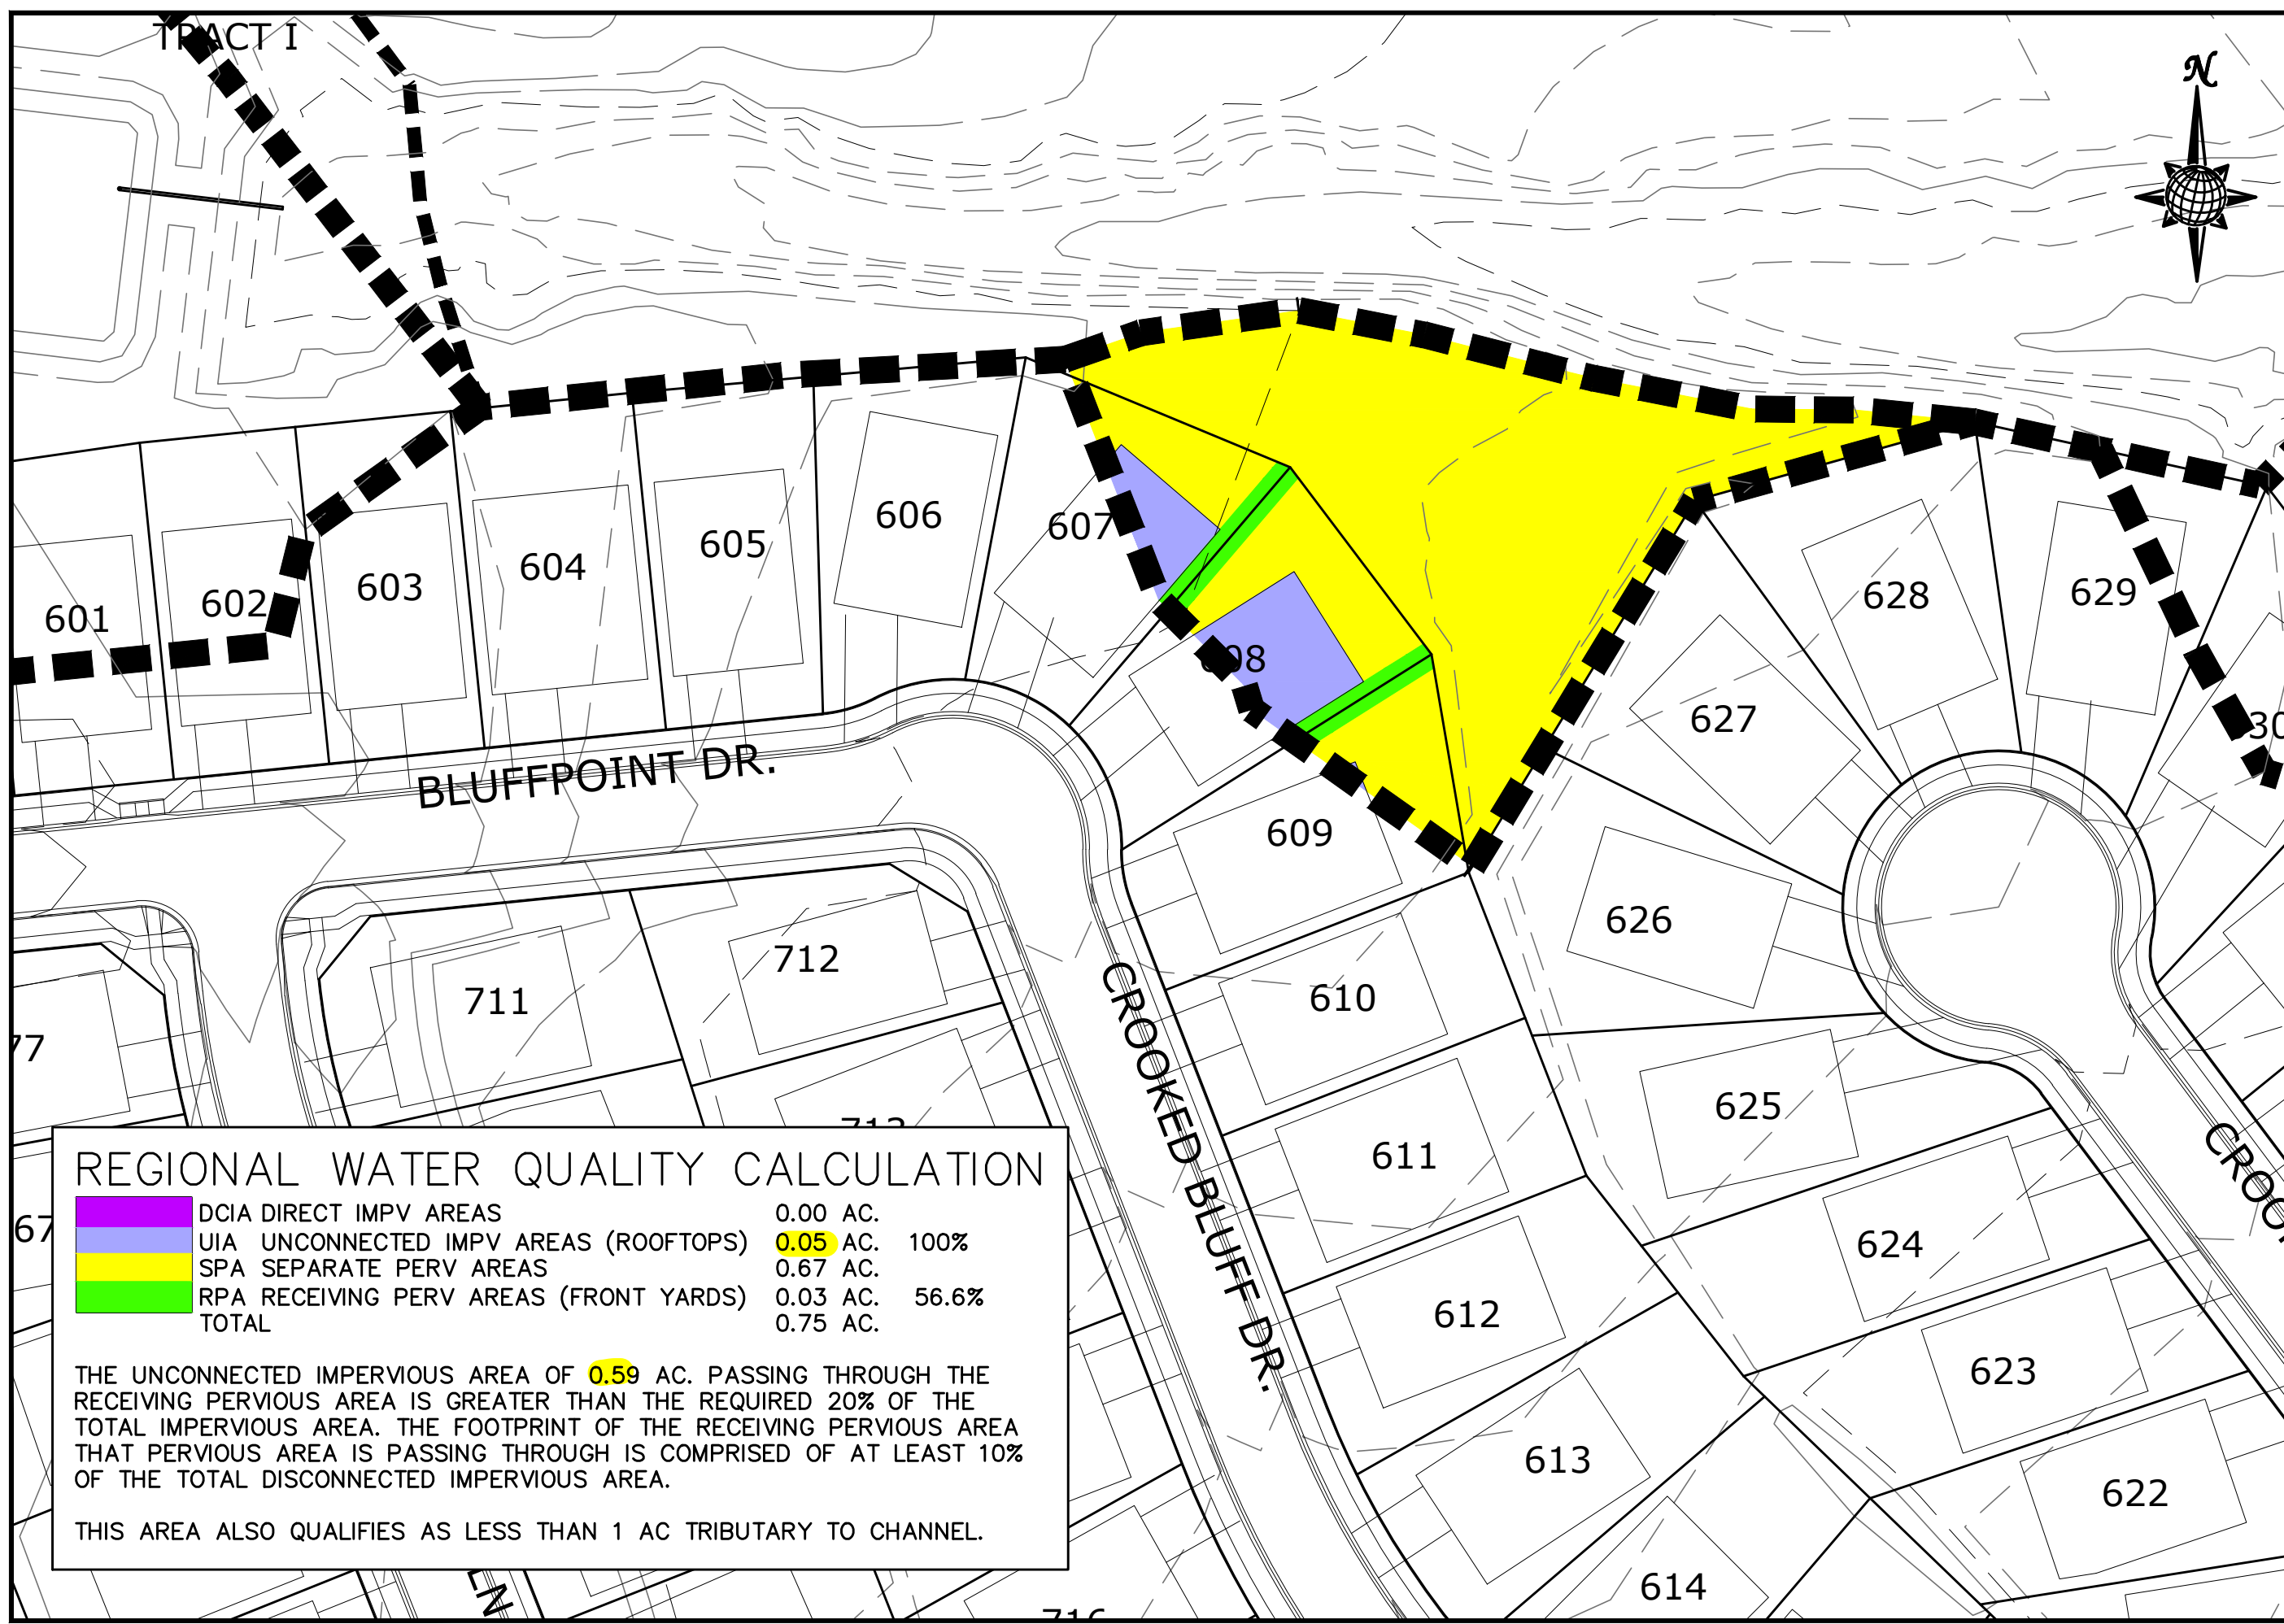 TRACT I
N
606
607
605
604
603
602
601
628
629
30
608
627
BLUFFPOINT DR.
609
626
712
711
610
77
CROOKED BLUFF DR.
625
611
624
67
612
623
613
622
614
REGIONAL WATER QUALITY CALCULATION
DCIA DIRECT IMPV AREAS 0.00 AC.
UIA UNCONNECTED IMPV AREAS (ROOFTOPS) 0.05 AC. 100%
SPA SEPARATE PERV AREAS 0.67 AC.
RPA RECEIVING PERV AREAS (FRONT YARDS) 0.03 AC. 56.6%
TOTAL 0.75 AC.
THE UNCONNECTED IMPERVIOUS AREA OF 0.59 AC. PASSING THROUGH THE
RECEIVING PERVIOUS AREA IS GREATER THAN THE REQUIRED 20% OF THE
TOTAL IMPERVIOUS AREA. THE FOOTPRINT OF THE RECEIVING PERVIOUS AREA
THAT PERVIOUS AREA IS PASSING THROUGH IS COMPRISED OF AT LEAST 10%
OF THE TOTAL DISCONNECTED IMPERVIOUS AREA.
THIS AREA ALSO QUALIFIES AS LESS THAN 1 AC TRIBUTARY TO CHANNEL.
LN
716